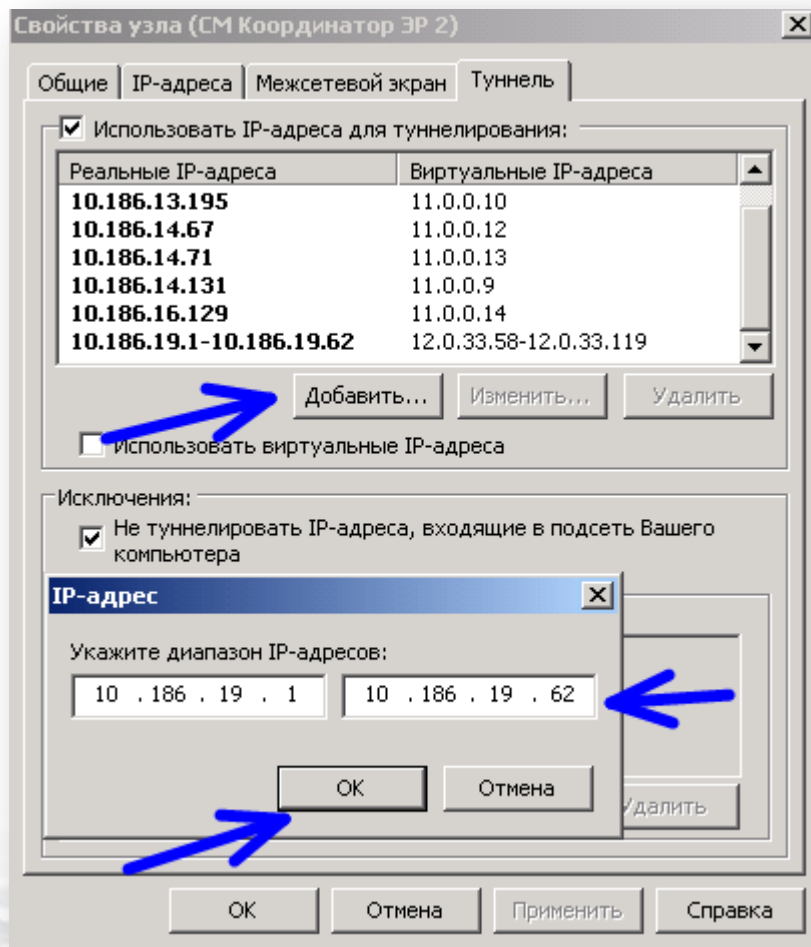 Свойства узла (СМ Координатор ЭР 2)
Общие IP-адреса Межсетевой экран Туннель
Использовать IP-адреса для туннелирования:
Реальные IP-адреса Виртуальные IP-адреса
10.186.13.195 11.0.0.10
10.186.14.67 11.0.0.12
10.186.14.71 11.0.0.13
10.186.14.131 11.0.0.9
10.186.16.129 11.0.0.14
10.186.19.1-10.186.19.62 12.0.33.58-12.0.33.119
Добавить... Изменить... Удалить
Использовать виртуальные IP-адреса
Исключения:
Не туннелировать IP-адреса, входящие в подсеть Вашего
компьютера
IP-адрес
Укажите диапазон IP-адресов:
10 . 186 . 19 . 1 10 . 186 . 19 . 62
OK Отмена
Удалить
OK Отмена Применить Справка